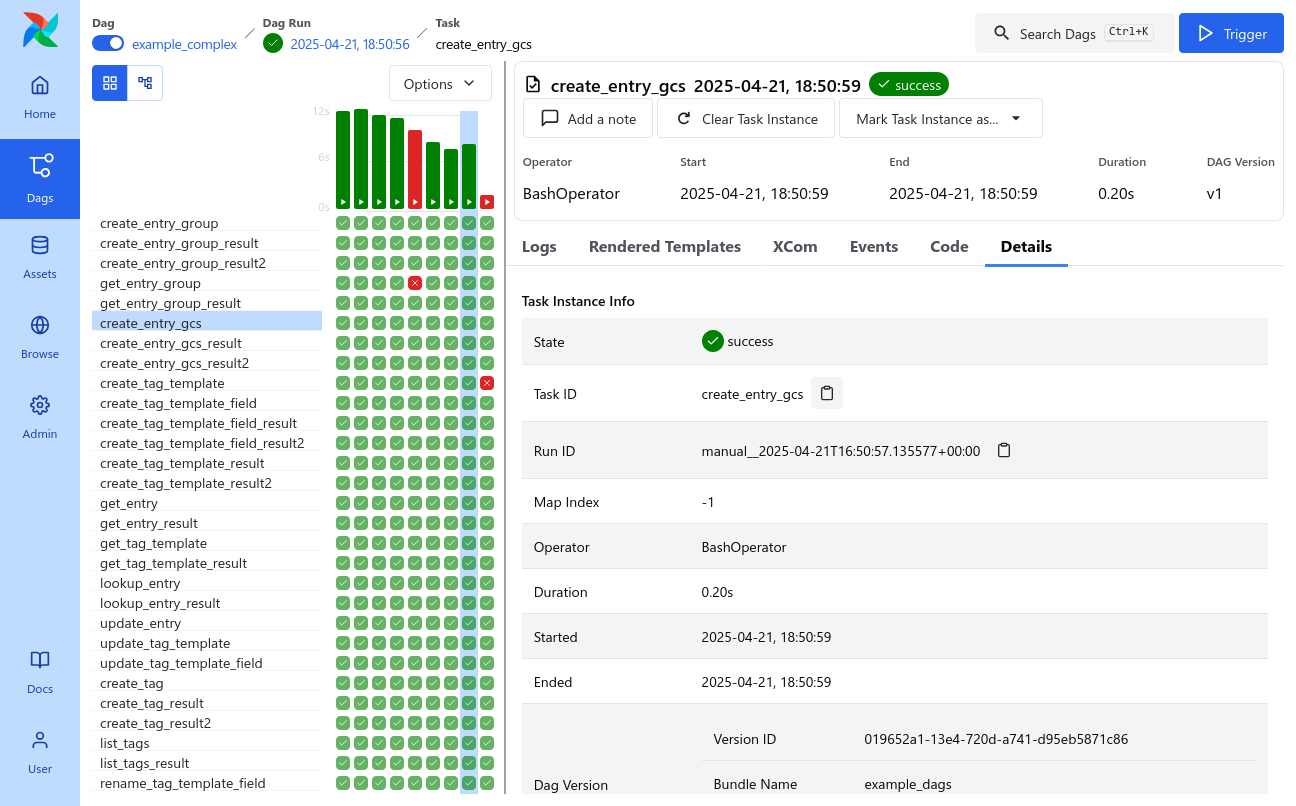 Dag
example_complex
Dag Run
2025-04-21, 18:50:56
Task
create_entry_gcs
Search Dags Ctrl+K
Trigger
Home
Dags
Assets
Browse
Admin
Docs
User
Options
12s
6s
0s
create_entry_group
create_entry_group_result
create_entry_group_result2
get_entry_group
get_entry_group_result
create_entry_gcs
create_entry_gcs_result
create_entry_gcs_result2
create_tag_template
create_tag_template_field
create_tag_template_field_result
create_tag_template_field_result2
create_tag_template_result
create_tag_template_result2
get_entry
get_entry_result
get_tag_template
get_tag_template_result
lookup_entry
lookup_entry_result
update_entry
update_tag_template
update_tag_template_field
create_tag
create_tag_result
create_tag_result2
list_tags
list_tags_result
rename_tag_template_field
create_entry_gcs 2025-04-21, 18:50:59 success
Add a note
Clear Task Instance
Mark Task Instance as...
Operator Start End Duration DAG Version
BashOperator 2025-04-21, 18:50:59 2025-04-21, 18:50:59 0.20s v1
Logs Rendered Templates XCom Events Code Details
Task Instance Info
State success
Task ID create_entry_gcs
Run ID manual__2025-04-21T16:50:57.135577+00:00
Map Index -1
Operator BashOperator
Duration 0.20s
Started 2025-04-21, 18:50:59
Ended 2025-04-21, 18:50:59
Dag Version
Version ID 019652a1-13e4-720d-a741-d95eb5871c86
Bundle Name example_dags